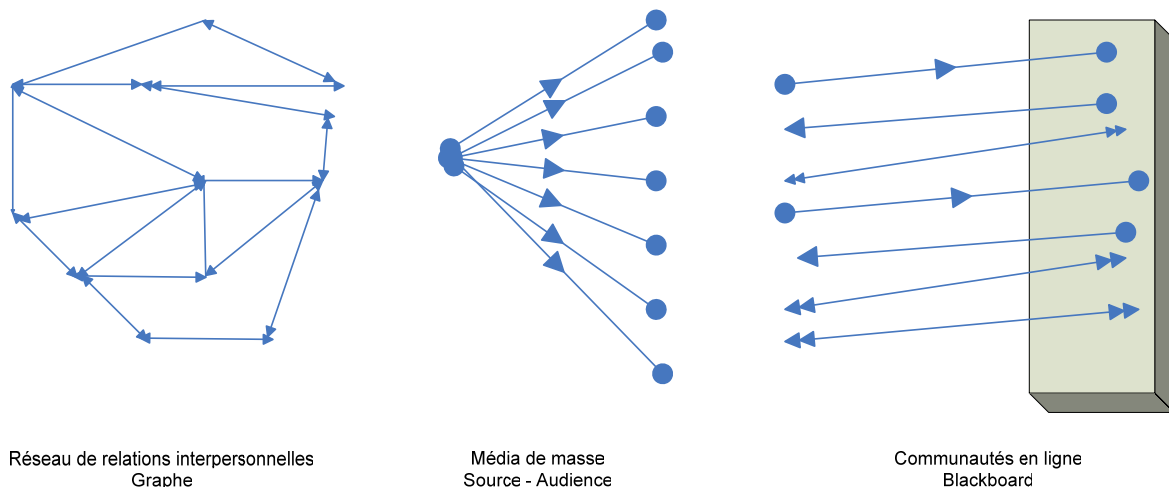 Réseau de relations interpersonnelles
Graphe
Média de masse
Source - Audience
Communautés en ligne
Blackboard